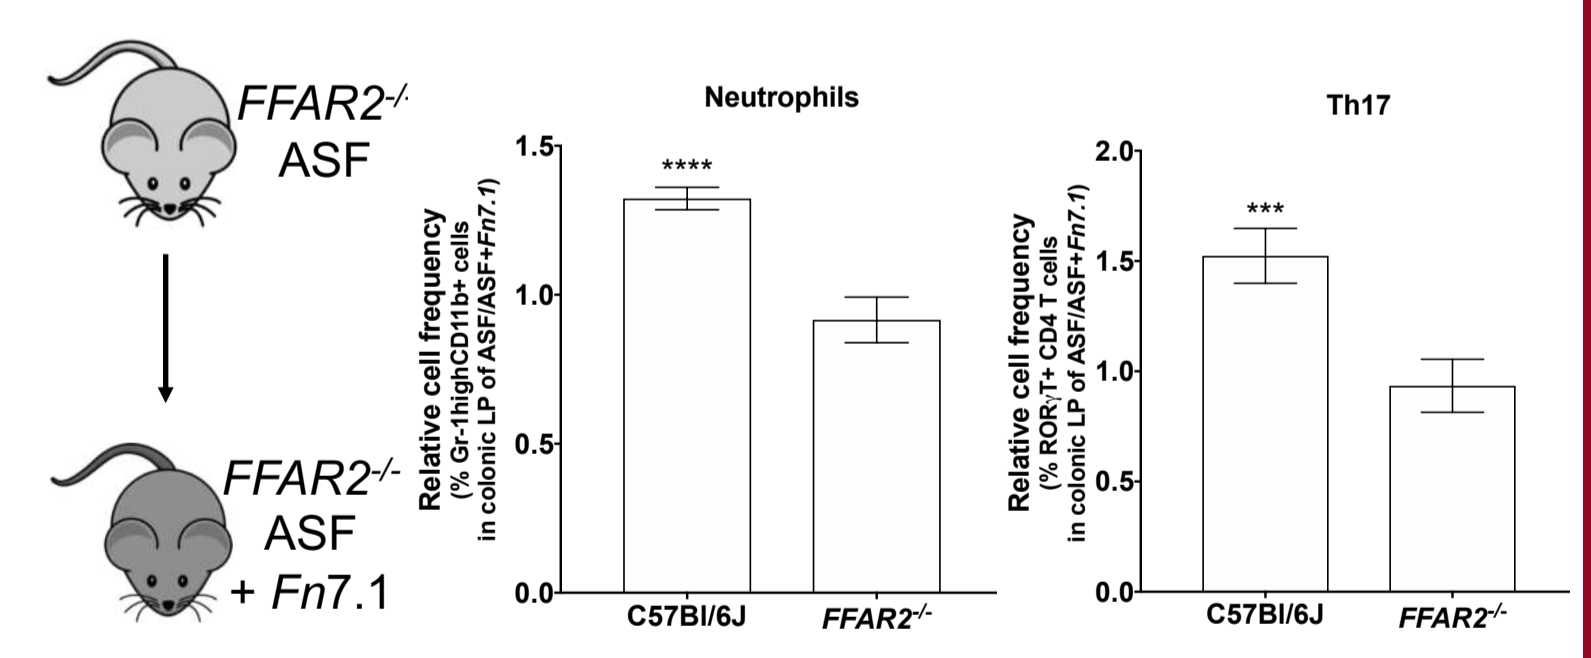 FFAR2-/-
ASF
FFAR2-/-
ASF
+ Fn7.1
Neutrophils
Relative cell frequency
(% Gr-1highCD11b+ cells
in colonic LP of ASF/ASF+Fn7.1)
1.5
1.0
0.5
0.0
****
C57Bl/6J
FFAR2-/-
Th17
Relative cell frequency
(% RORγT+ CD4 T cells
in colonic LP of ASF/ASF+Fn7.1)
2.0
1.5
1.0
0.5
0.0
***
C57Bl/6J
FFAR2-/-